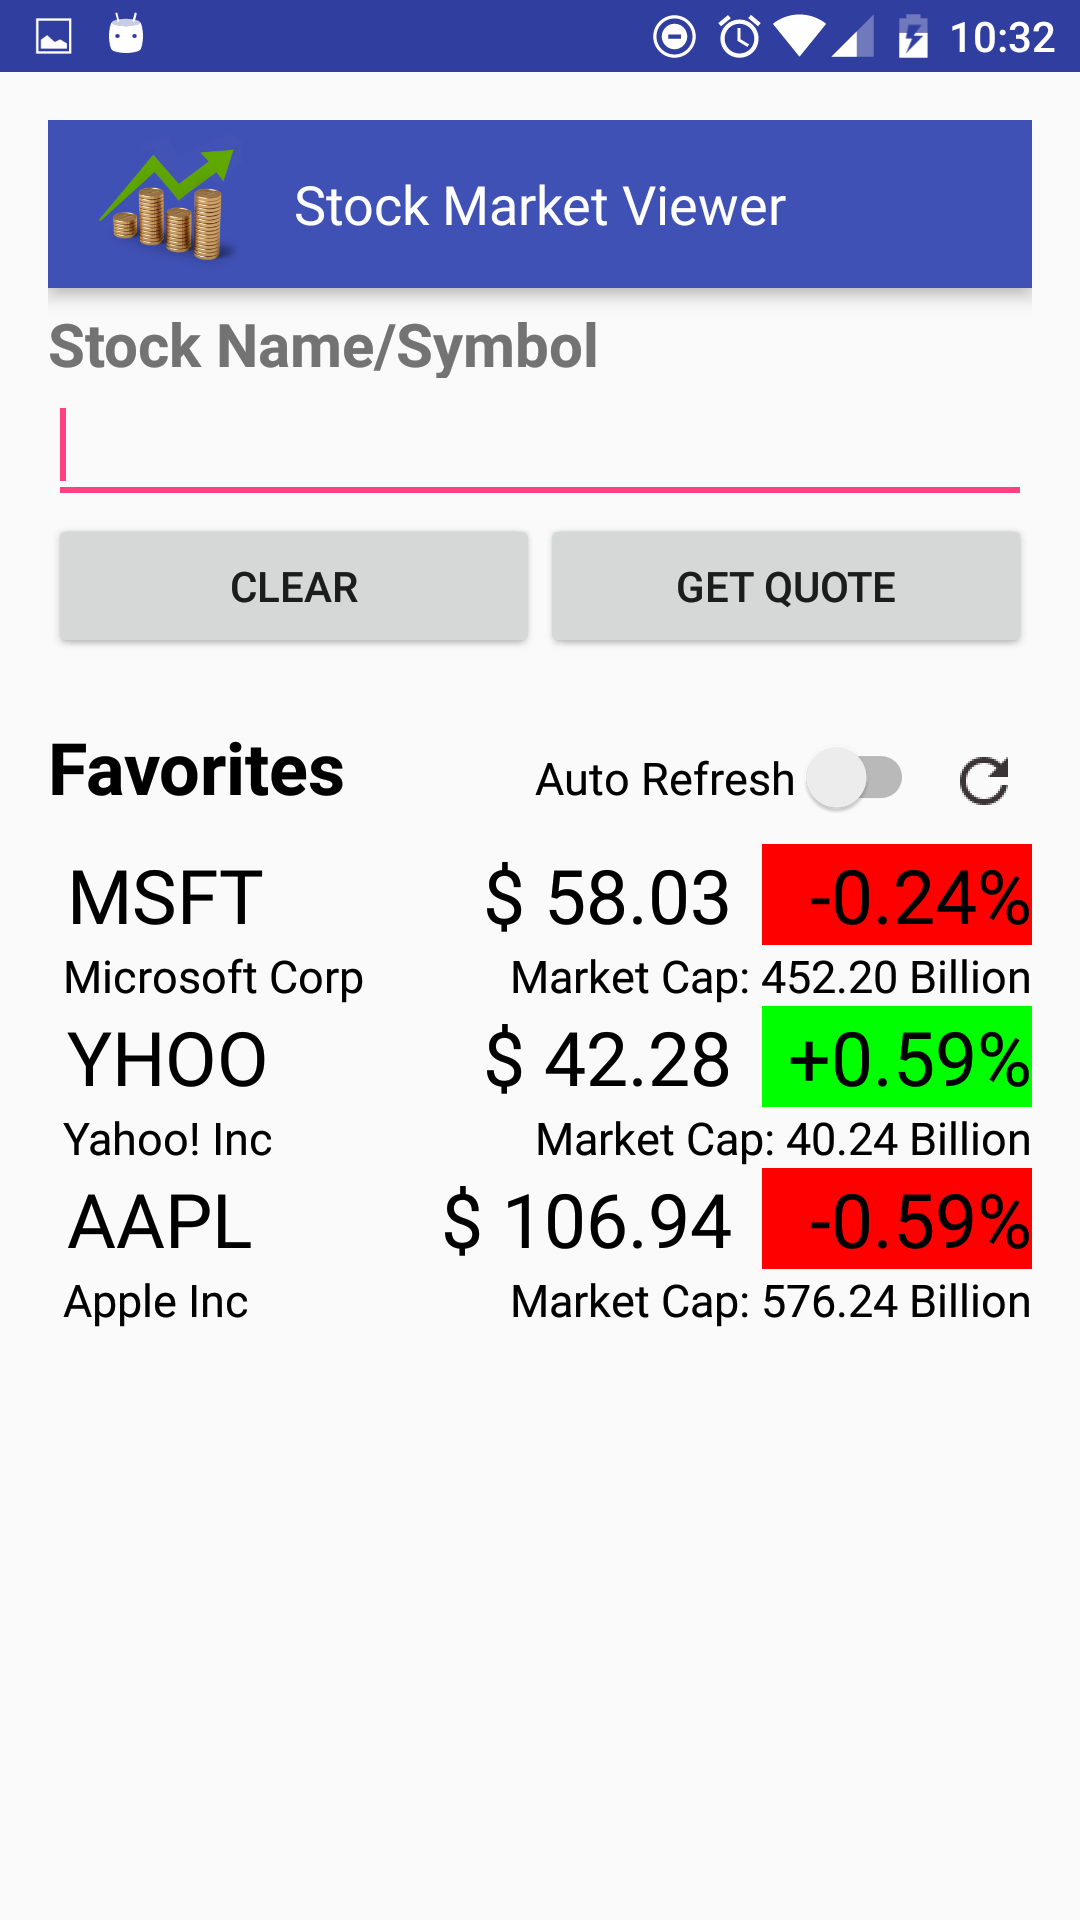 10:32
Stock Market Viewer
Stock Name/Symbol
CLEAR GET QUOTE
Favorites Auto Refresh
MSFT $ 58.03 -0.24%
Microsoft Corp Market Cap: 452.20 Billion
YHOO $ 42.28 +0.59%
Yahoo! Inc Market Cap: 40.24 Billion
AAPL $ 106.94 -0.59%
Apple Inc Market Cap: 576.24 Billion